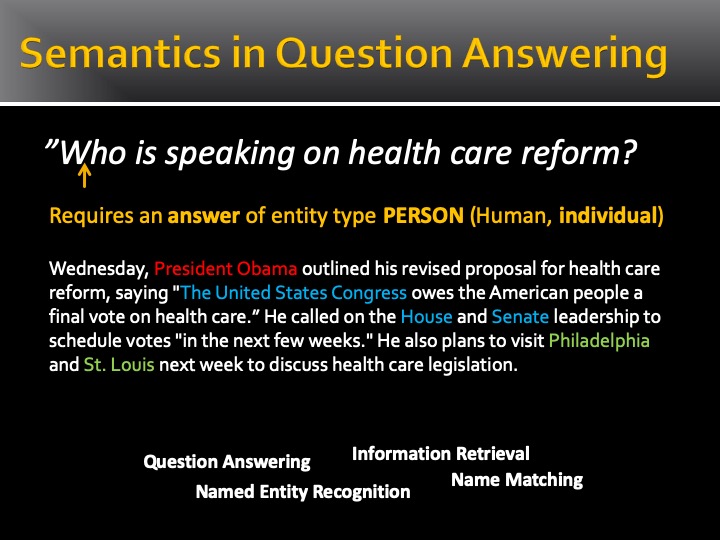 Semantics in Question Answering
”Who is speaking on health care reform?
Requires an answer of entity type PERSON (Human, individual)
Wednesday, President Obama outlined his revised proposal for health care
reform, saying "The United States Congress owes the American people a
final vote on health care.” He called on the House and Senate leadership to
schedule votes "in the next few weeks." He also plans to visit Philadelphia
and St. Louis next week to discuss health care legislation.
Question Answering
Information Retrieval
Named Entity Recognition
Name Matching